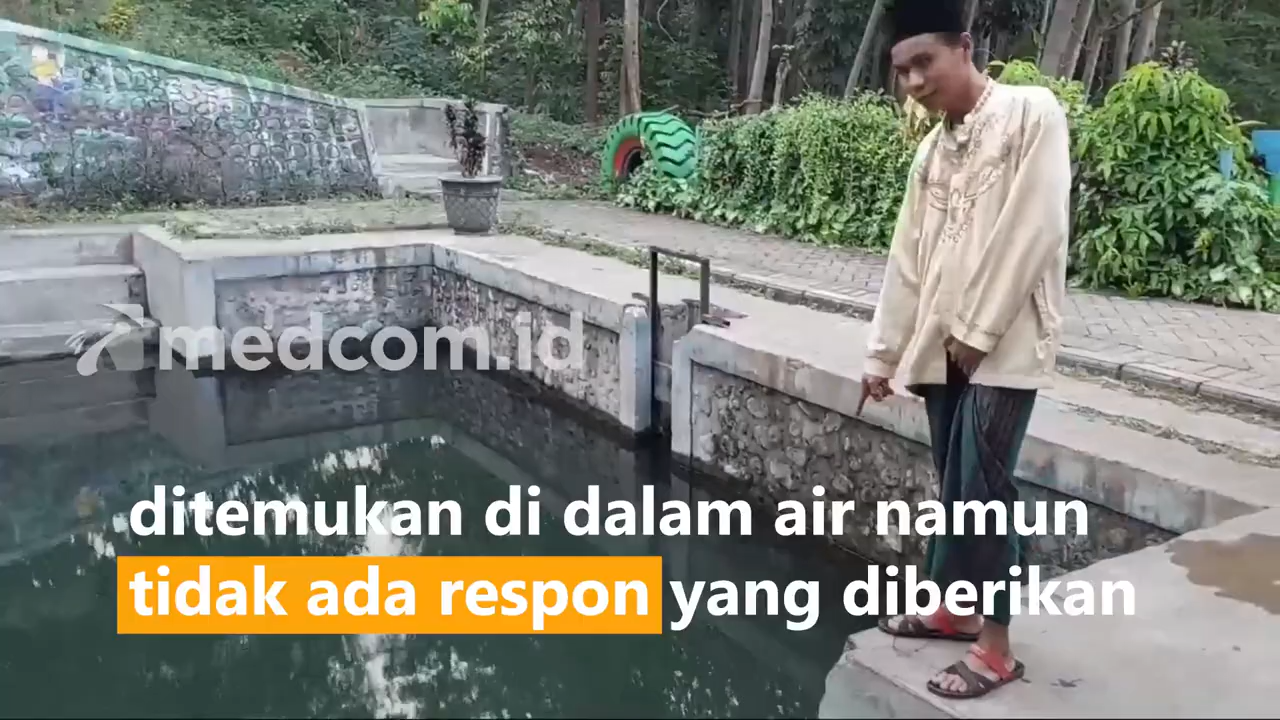 medcom.id
ditemukan di dalam air namun
tidak ada respon yang diberikan